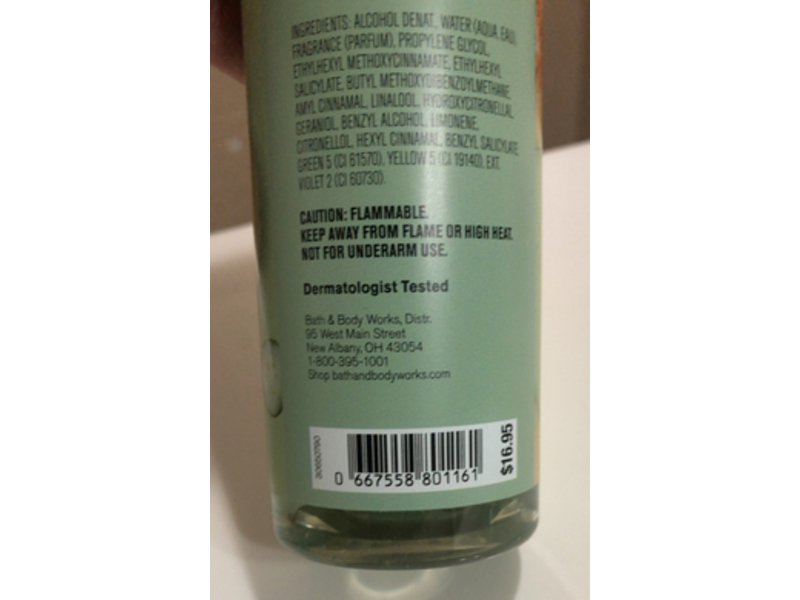 INGREDIENTS: ALCOHOL DENAT, WATER (AQUA, EAU),
FRAGRANCE (PARFUM), PROPYLENE GLYCOL,
ETHYLHEXYL METHOXYCINNAMATE, ETHYLHEXYL
SALICYLATE, BUTYL METHOXYDIBENZOYLMETHANE,
AMYL CINNAMAL, LINALOOL, HYDROXYCITRONELLAL,
GERANIOL, BENZYL ALCOHOL, LIMONENE,
CITRONELLOL, HEXYL CINNAMAL, BENZYL SALICYLATE,
GREEN 5 (CI 61570), YELLOW 5 (CI 19140), EXT.
VIOLET 2 (CI 60730).
CAUTION: FLAMMABLE.
KEEP AWAY FROM FLAME OR HIGH HEAT.
NOT FOR UNDERARM USE.
Dermatologist Tested
Bath & Body Works, Distr.
95 West Main Street
New Albany, OH 43054
1-800-395-1001
Shop bathandbodyworks.com
0 667558 801161
$16.95